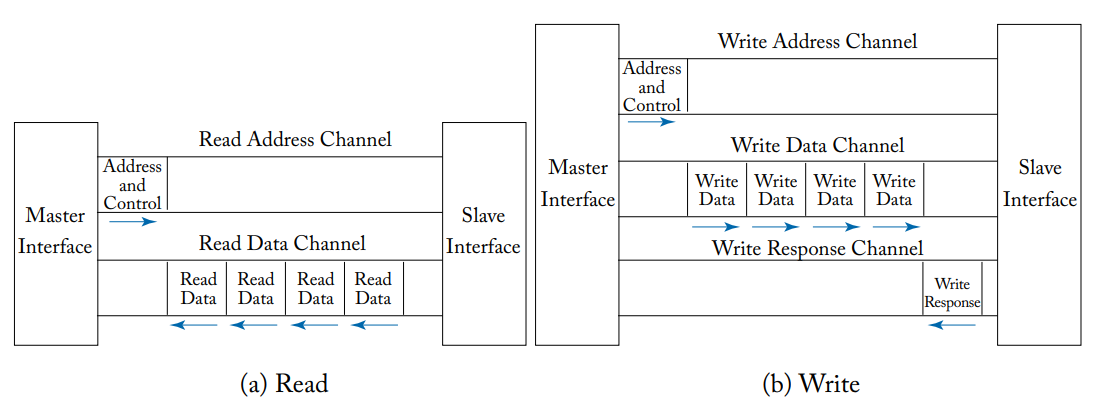 Read Address Channel
Address
and
Control
Master
Interface
Slave
Interface
Read Data Channel
Read Data
Read Data
Read Data
Read Data
(a) Read
Write Address Channel
Address
and
Control
Write Data Channel
Master
Interface
Slave
Interface
Write Data
Write Data
Write Data
Write Data
Write Response Channel
Write
Response
(b) Write